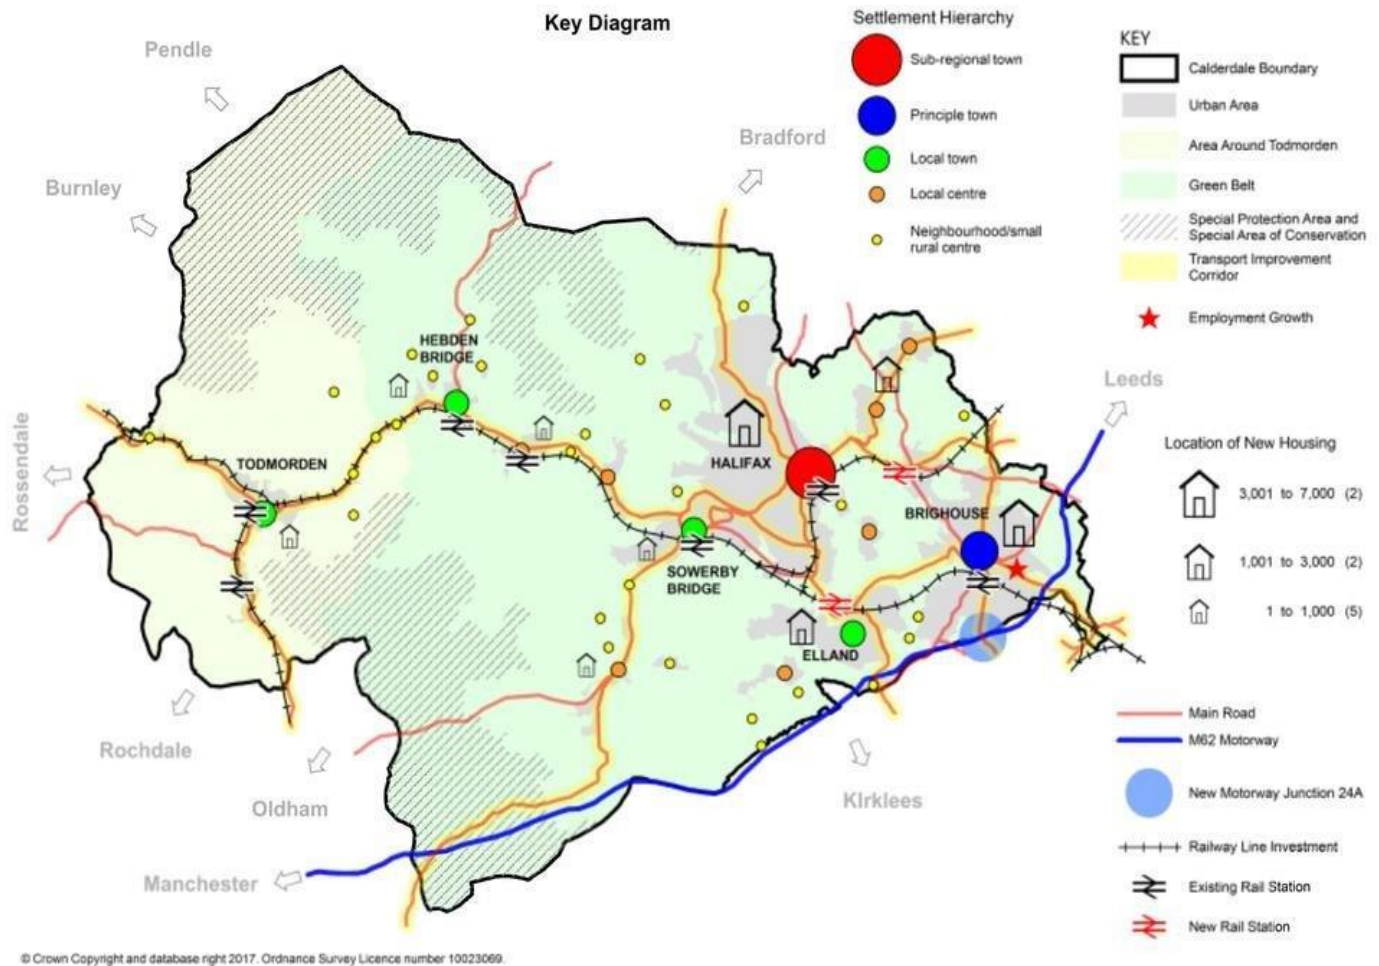 Key Diagram
Settlement Hierarchy
Sub-regional town
Principle town
Local town
Local centre
Neighbourhood/small
rural centre
KEY
Calderdale Boundary
Urban Area
Area Around Todmorden
Green Belt
Special Protection Area and
Special Area of Conservation
Transport Improvement
Corridor
Employment Growth
Pendle
Bradford
Burnley
Leeds
HEBDEN
BRIDGE
Rossendale
TODMORDEN
HALIFAX
BRIGHOUSE
SOWERBY
BRIDGE
ELLAND
Location of New Housing
3,001 to 7,000 (2)
1,001 to 3,000 (2)
1 to 1,000 (5)
Rochdale
Oldham
Kirklees
Manchester
Main Road
M62 Motorway
New Motorway Junction 24A
Railway Line Investment
Existing Rail Station
New Rail Station
© Crown Copyright and database right 2017. Ordnance Survey Licence number 10023069.